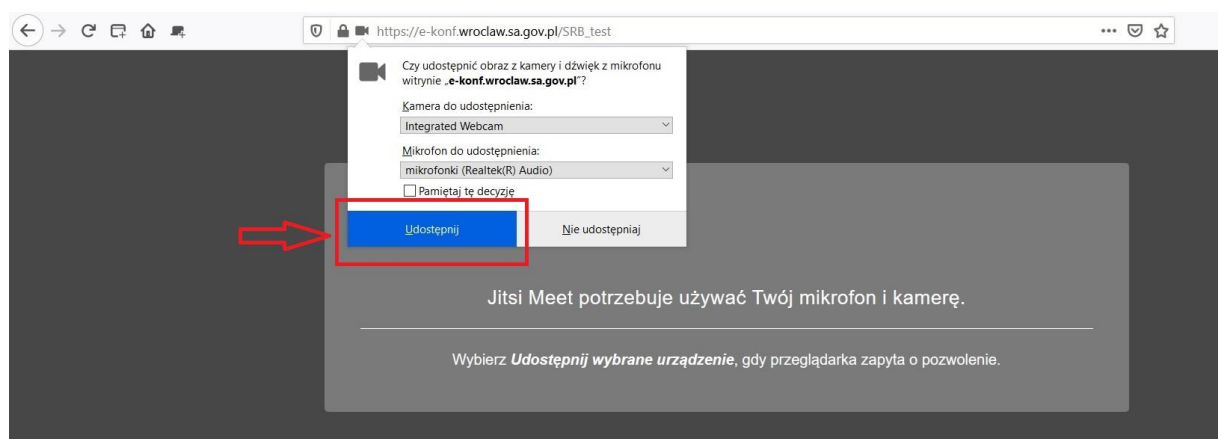 https://e-konf.wroclaw.sa.gov.pl/SRB_test
Czy udostępnić obraz z kamery i dźwięk z mikrofonu
witrynie „e-konf.wroclaw.sa.gov.pl”?
Kamera do udostępnienia:
Integrated Webcam
Mikrofon do udostępnienia:
mikrofonki (Realtek(R) Audio)
Pamiętaj tę decyzję
Udostępnij
Nie udostępniaj
Jitsi Meet potrzebuje używać Twój mikrofon i kamerę.
Wybierz Udostępnij wybrane urządzenie, gdy przeglądarka zapyta o pozwolenie.